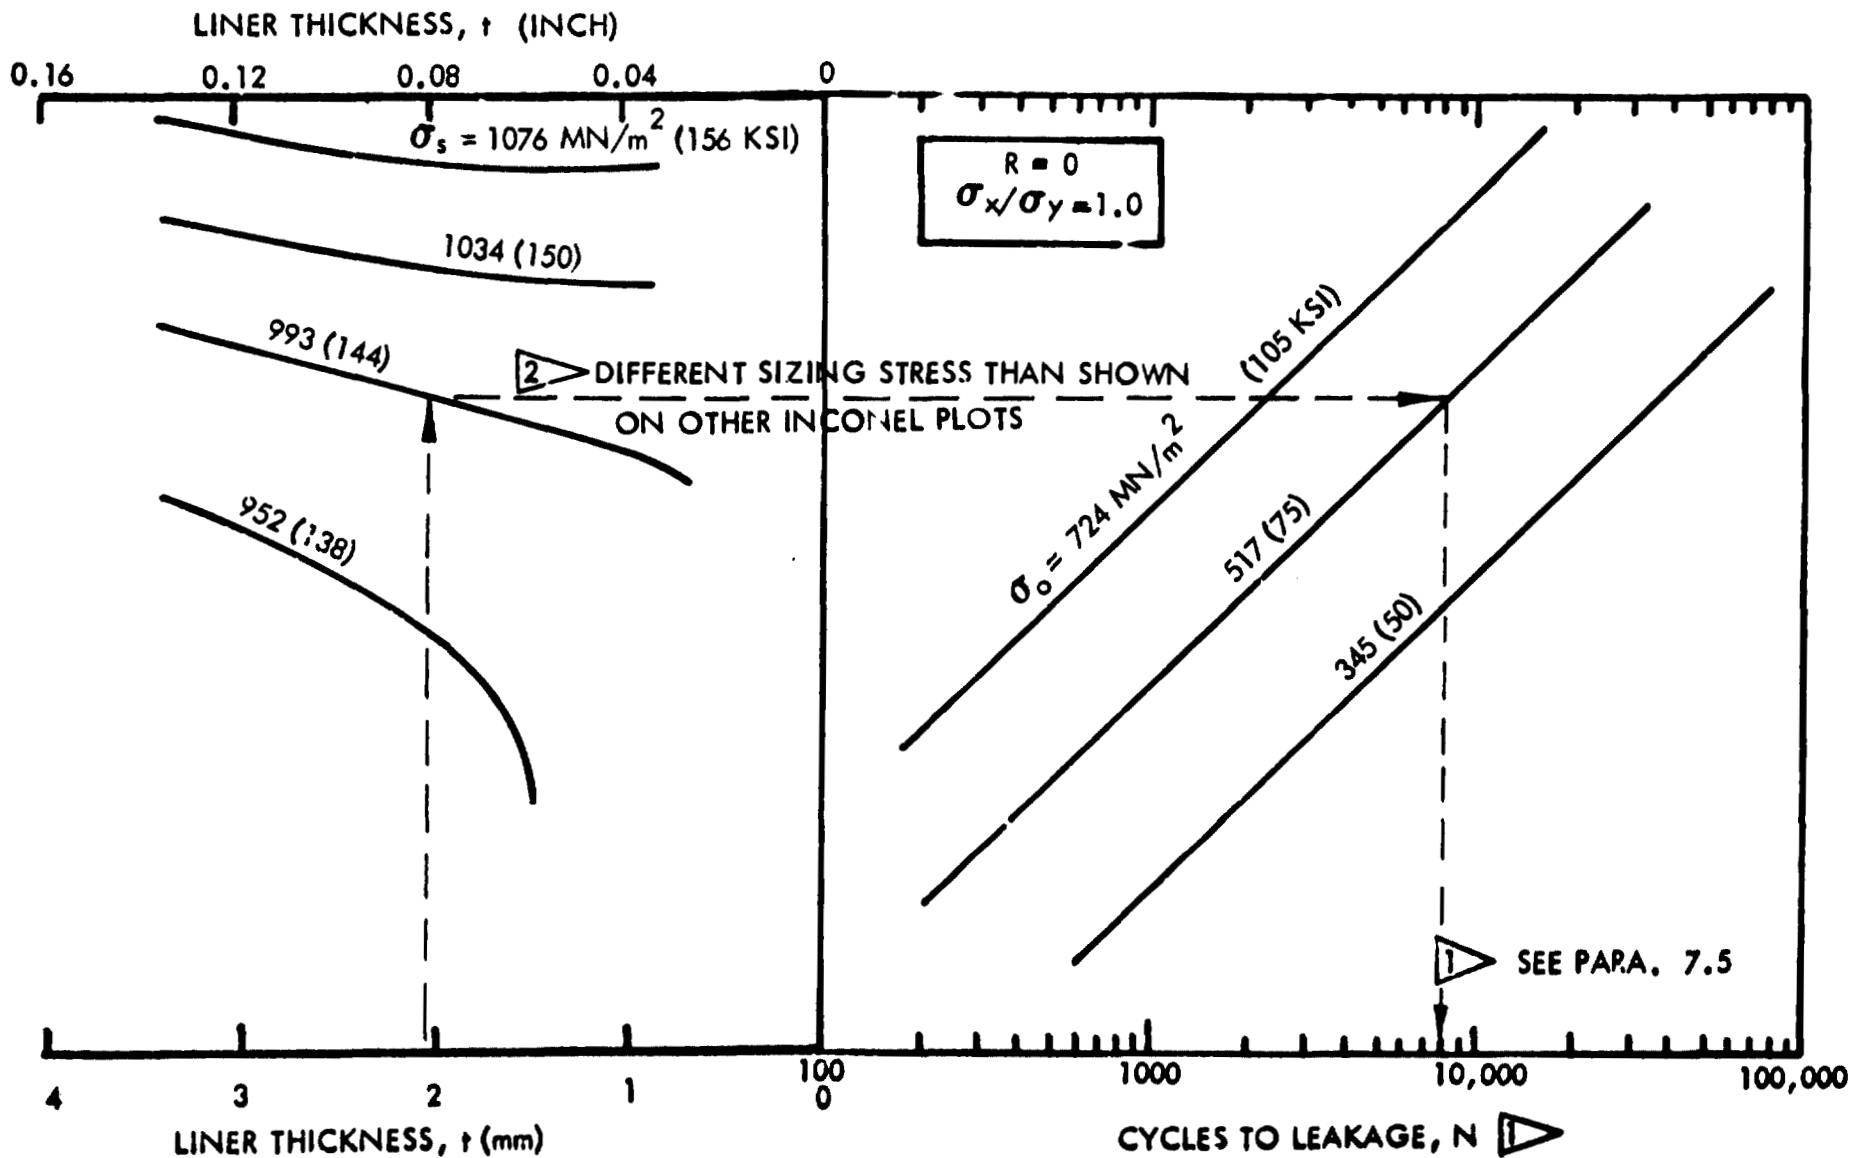 LINER THICKNESS, t (INCH)
0.16 0.12 0.08 0.04 0
σs = 1076 MN/m² (156 KSI)
R = 0
σx/σy = 1.0
1034 (150)
993 (144)
2 DIFFERENT SIZING STRESS THAN SHOWN
ON OTHER INCONEL PLOTS
952 (138)
σo = 724 MN/m² (105 KSI)
517 (75)
345 (50)
1 SEE PARA. 7.5
4 3 2 1 0
100 1000 10,000 100,000
LINER THICKNESS, t (mm)
CYCLES TO LEAKAGE, N 1